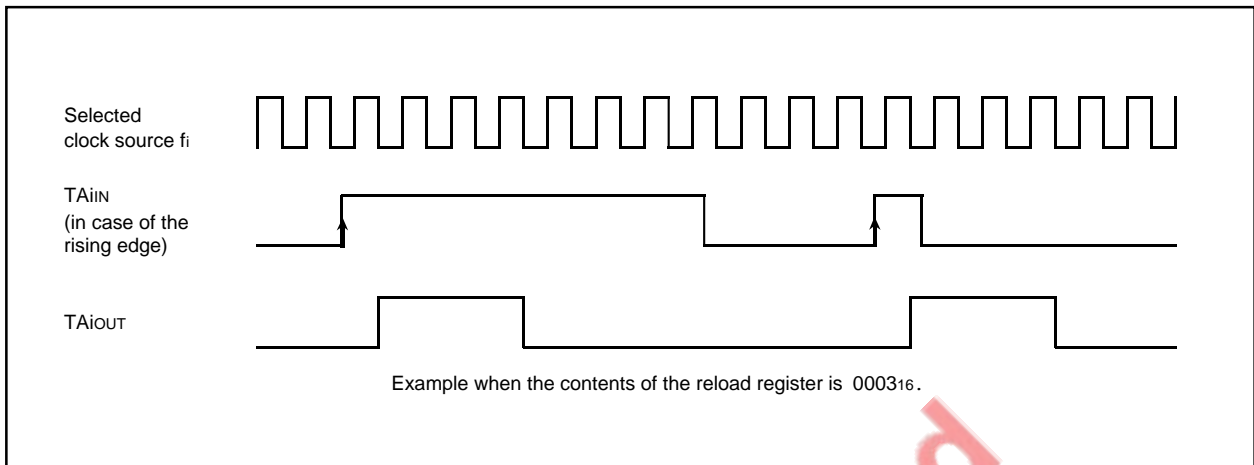 Selected
clock source fi
TAiIN
(in case of the
rising edge)
TAiOUT
Example when the contents of the reload register is 000316.